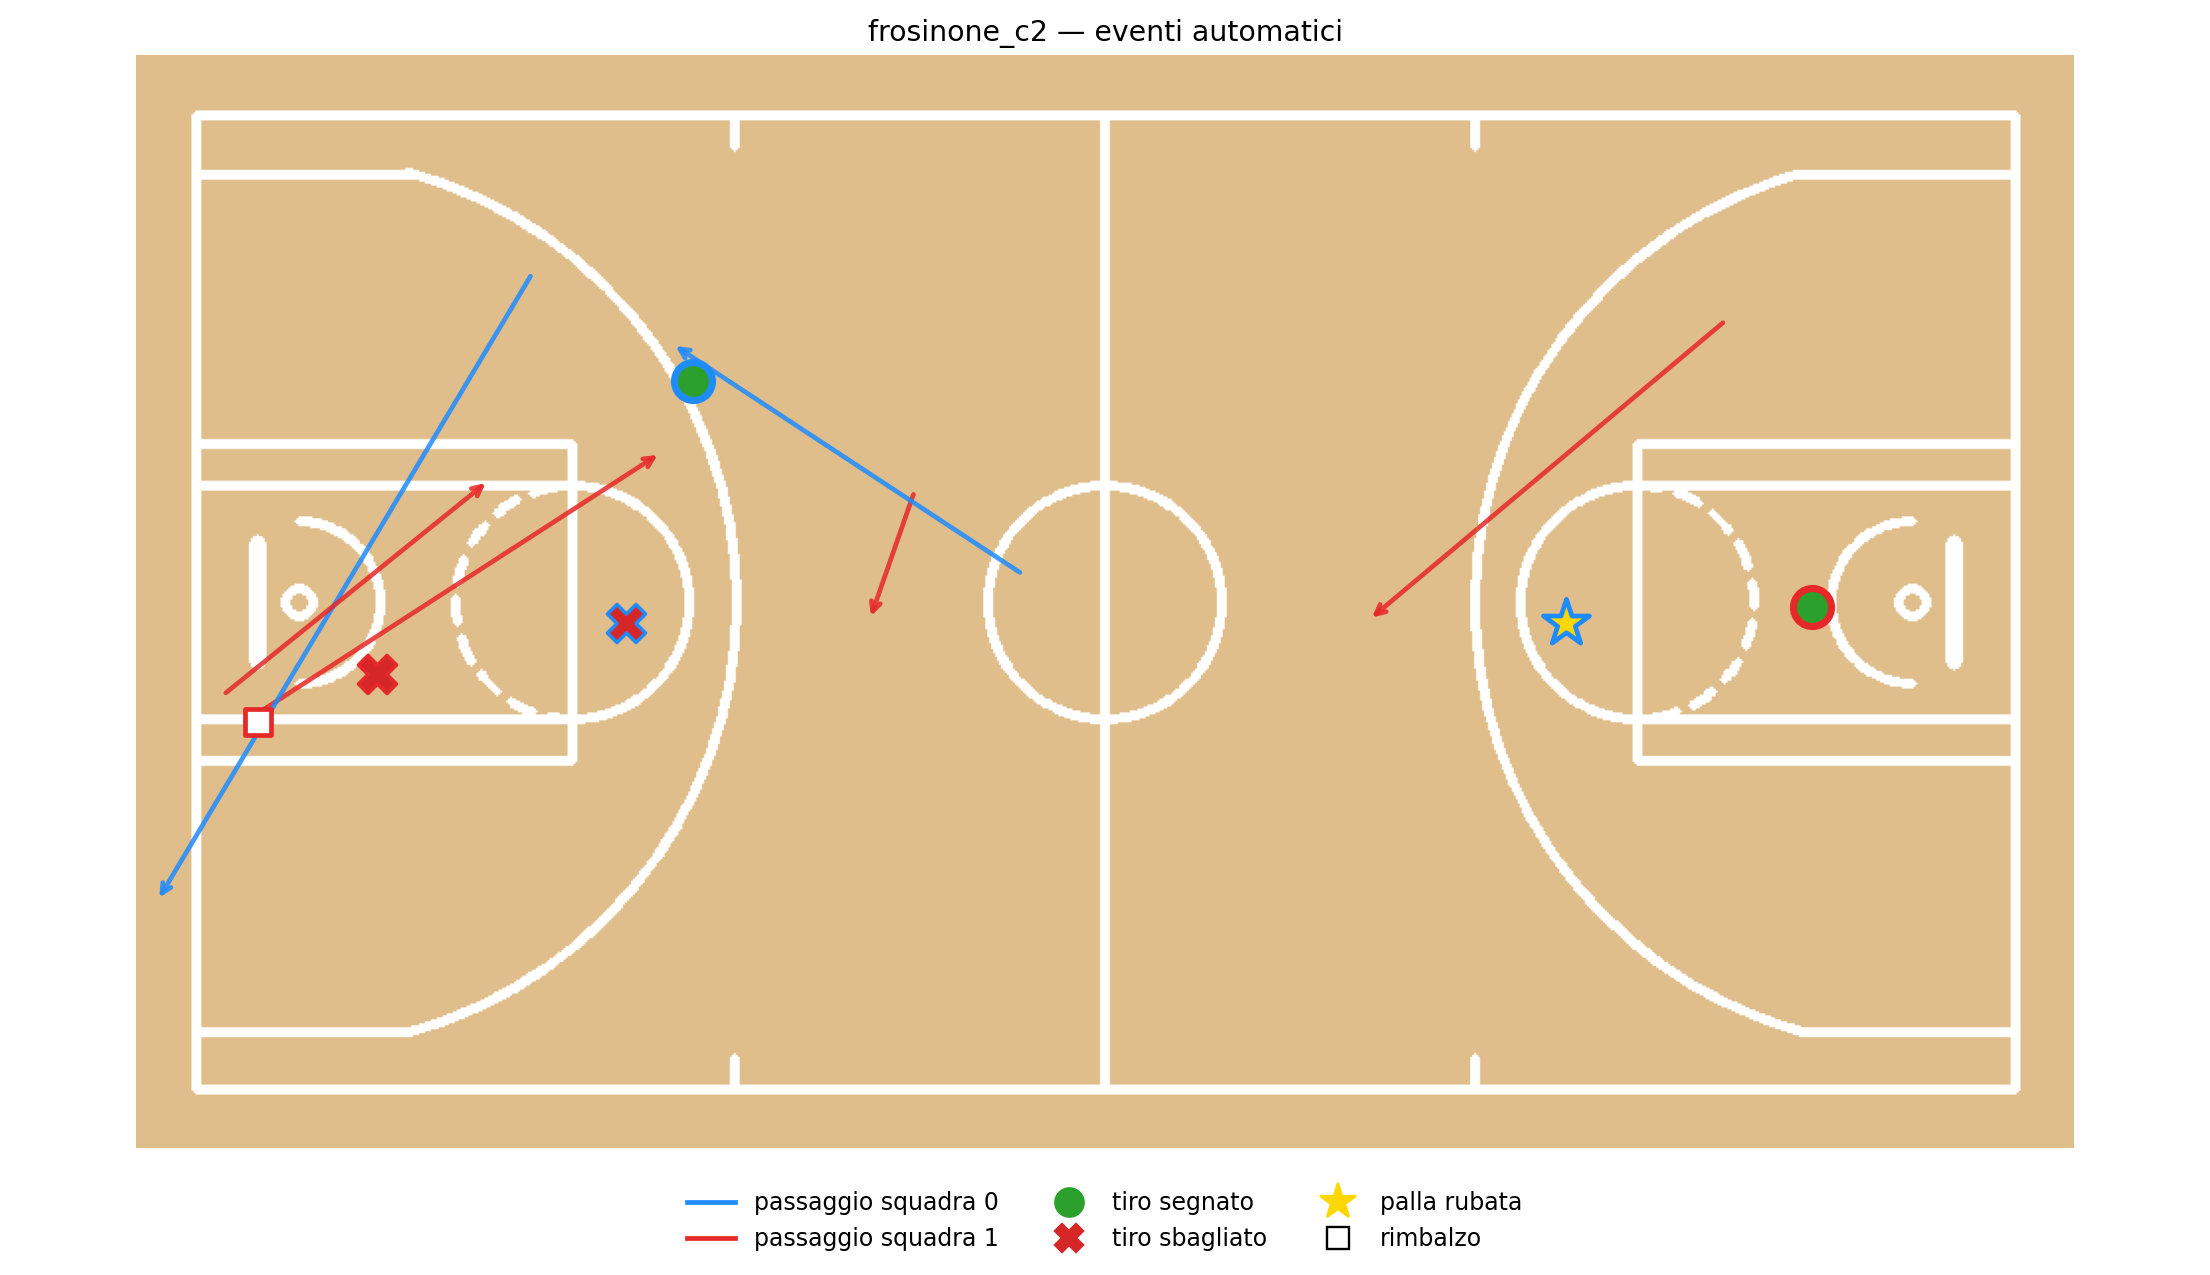 frosinone_c2 — eventi automatici
passaggio squadra 0
passaggio squadra 1
tiro segnato
tiro sbagliato
palla rubata
rimbalzo